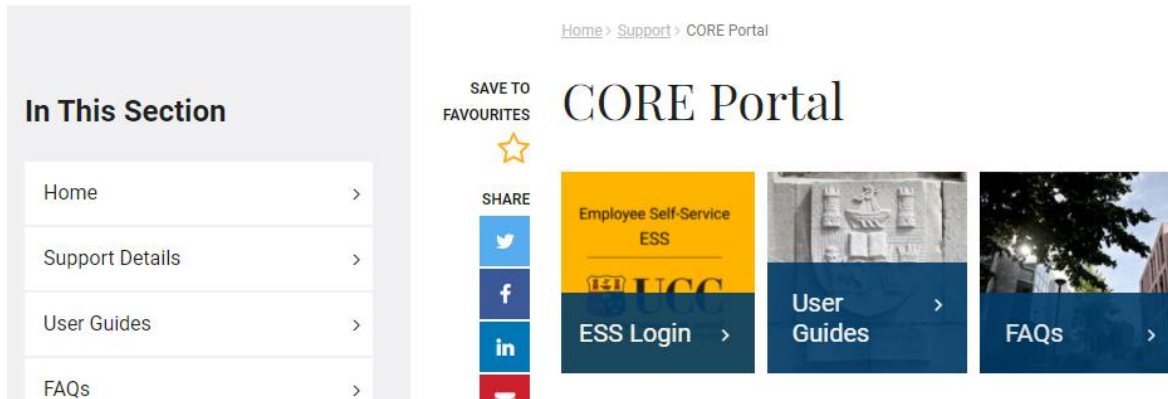 Home > Support > CORE Portal
In This Section
Home >
Support Details >
User Guides >
FAQs >
SAVE TO
FAVOURITES
SHARE
CORE Portal
Employee Self-Service
ESS
UCC
ESS Login >
User
Guides >
FAQs >